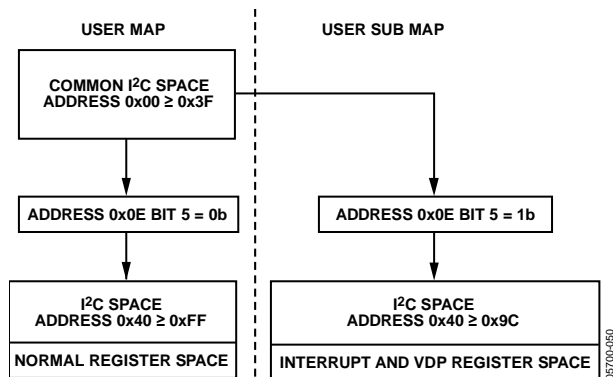 USER MAP
USER SUB MAP
COMMON I²C SPACE
ADDRESS 0x00 ≥ 0x3F
ADDRESS 0x0E BIT 5 = 0b
ADDRESS 0x0E BIT 5 = 1b
I²C SPACE
ADDRESS 0x40 ≥ 0xFF
NORMAL REGISTER SPACE
I²C SPACE
ADDRESS 0x40 ≥ 0x9C
INTERRUPT AND VDP REGISTER SPACE
05700-050